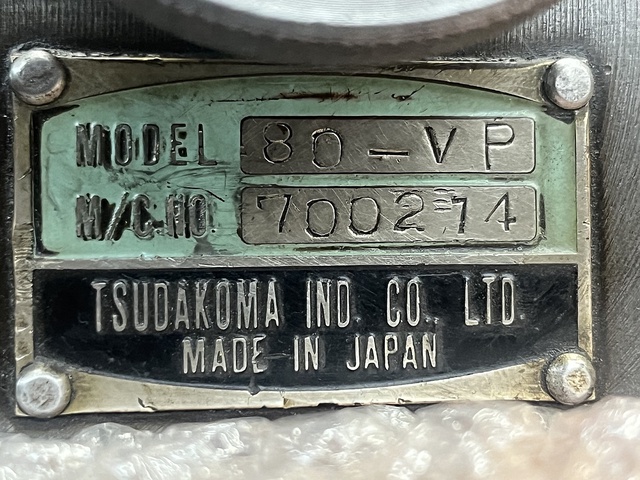 MODEL 80-VP
M/C.NO. 700274
TSUDAKOMA IND. CO. LTD.
MADE IN JAPAN